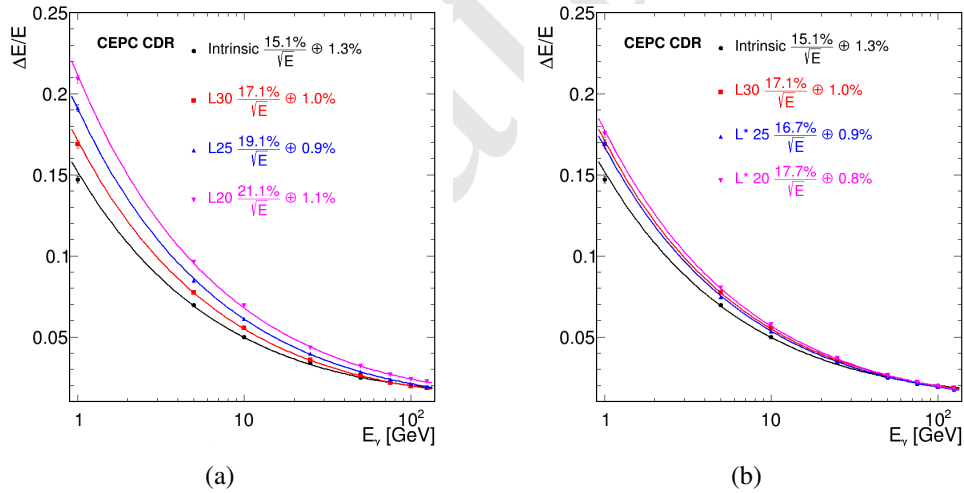 0.25
0.2
0.15
0.1
0.05
ΔE/E
CEPC CDR
Intrinsic 15.1%/√E ⊕ 1.3%
L30 17.1%/√E ⊕ 1.0%
L25 19.1%/√E ⊕ 0.9%
L20 21.1%/√E ⊕ 1.1%
1 10 10²
Eγ [GeV]
(a)
0.25
0.2
0.15
0.1
0.05
ΔE/E
CEPC CDR
Intrinsic 15.1%/√E ⊕ 1.3%
L30 17.1%/√E ⊕ 1.0%
L* 25 16.7%/√E ⊕ 0.9%
L* 20 17.7%/√E ⊕ 0.8%
1 10 10²
Eγ [GeV]
(b)